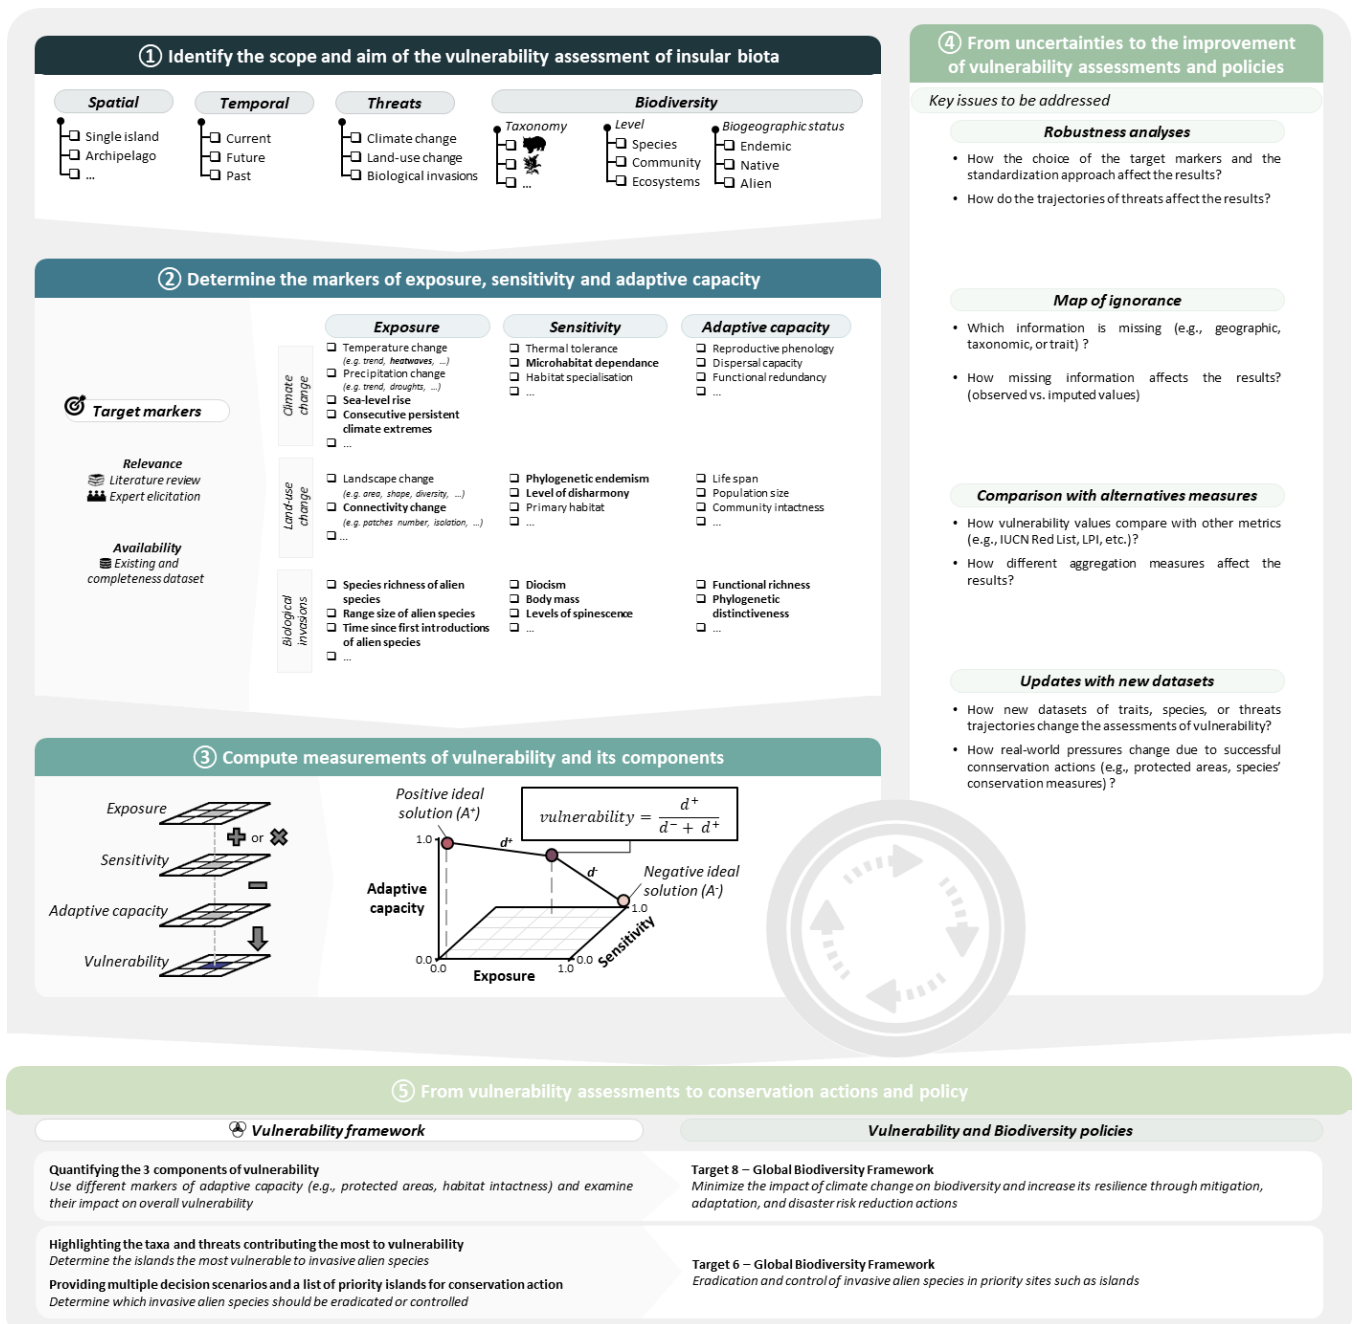 ① Identify the scope and aim of the vulnerability assessment of insular biota
Spatial
Single island
Archipelago
...
Temporal
Current
Future
Past
Threats
Climate change
Land-use change
Biological invasions
Biodiversity
Taxonomy
...
Level
Species
Community
Ecosystems
Biogeographic status
Endemic
Native
Alien
② Determine the markers of exposure, sensitivity and adaptive capacity
Target markers
Relevance
Literature review
Expert elicitation
Availability
Existing and
completeness dataset
Exposure
Sensitivity
Adaptive capacity
Climate
change
Temperature change
(e.g. trend, heatwaves, ...)
Precipitation change
(e.g. trend, droughts, ...)
Sea-level rise
Consecutive persistent
climate extremes
...
Thermal tolerance
Microhabitat dependance
Habitat specialisation
...
Reproductive phenology
Dispersal capacity
Functional redundancy
...
Land-use
change
Landscape change
(e.g. area, shape, diversity, ...)
Connectivity change
(e.g. patches number, isolation, ...)
...
Phylogenetic endemism
Level of disharmony
Primary habitat
...
Life span
Population size
Community intactness
...
Biological
invasions
Species richness of alien
species
Range size of alien species
Time since first introductions
of alien species
...
Diocism
Body mass
Levels of spinescence
...
Functional richness
Phylogenetic
distinctiveness
...
③ Compute measurements of vulnerability and its components
Exposure
or
Sensitivity
Adaptive capacity
Vulnerability
Positive ideal
solution (A⁺)
vulnerability = d⁺ / (d⁻ + d⁺)
1.0
d⁺
d⁻
Negative ideal
solution (A⁻)
Adaptive
capacity
1.0
Sensitivity
0.0
0.0
1.0
0.0
Exposure
④ From uncertainties to the improvement
of vulnerability assessments and policies
Key issues to be addressed
Robustness analyses
• How the choice of the target markers and the
standardization approach affect the results?
• How do the trajectories of threats affect the results?
Map of ignorance
• Which information is missing (e.g., geographic,
taxonomic, or trait) ?
• How missing information affects the results?
(observed vs. imputed values)
Comparison with alternatives measures
• How vulnerability values compare with other metrics
(e.g., IUCN Red List, LPI, etc.)?
• How different aggregation measures affect the
results?
Updates with new datasets
• How new datasets of traits, species, or threats
trajectories change the assessments of vulnerability?
• How real-world pressures change due to successful
connservation actions (e.g., protected areas, species'
conservation measures) ?
⑤ From vulnerability assessments to conservation actions and policy
Vulnerability framework
Vulnerability and Biodiversity policies
Quantifying the 3 components of vulnerability
Use different markers of adaptive capacity (e.g., protected areas, habitat intactness) and examine
their impact on overall vulnerability
Target 8 – Global Biodiversity Framework
Minimize the impact of climate change on biodiversity and increase its resilience through mitigation,
adaptation, and disaster risk reduction actions
Highlighting the taxa and threats contributing the most to vulnerability
Determine the islands the most vulnerable to invasive alien species
Providing multiple decision scenarios and a list of priority islands for conservation action
Determine which invasive alien species should be eradicated or controlled
Target 6 – Global Biodiversity Framework
Eradication and control of invasive alien species in priority sites such as islands